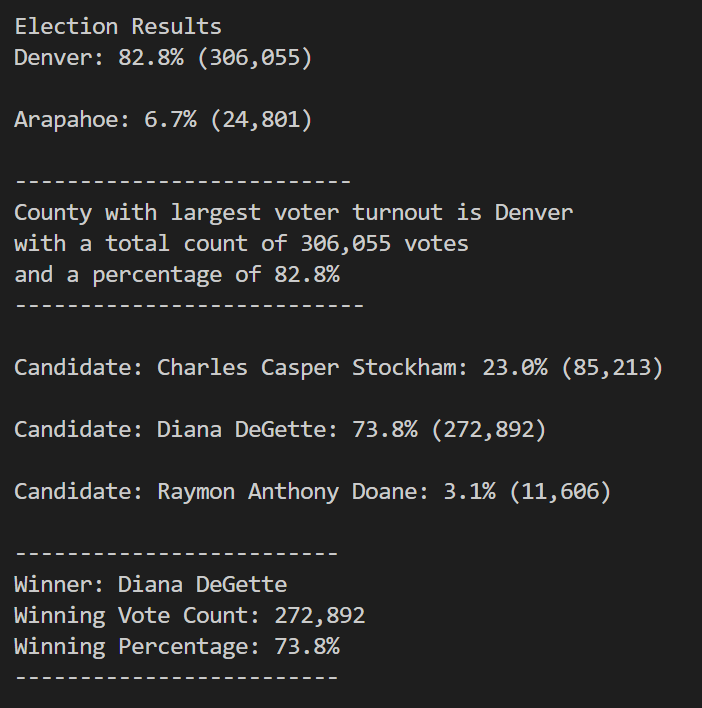 Election Results
Denver: 82.8% (306,055)
Arapahoe: 6.7% (24,801)
--------------------------
County with largest voter turnout is Denver
with a total count of 306,055 votes
and a percentage of 82.8%
---------------------------
Candidate: Charles Casper Stockham: 23.0% (85,213)
Candidate: Diana DeGette: 73.8% (272,892)
Candidate: Raymon Anthony Doane: 3.1% (11,606)
-------------------------
Winner: Diana DeGette
Winning Vote Count: 272,892
Winning Percentage: 73.8%
-------------------------